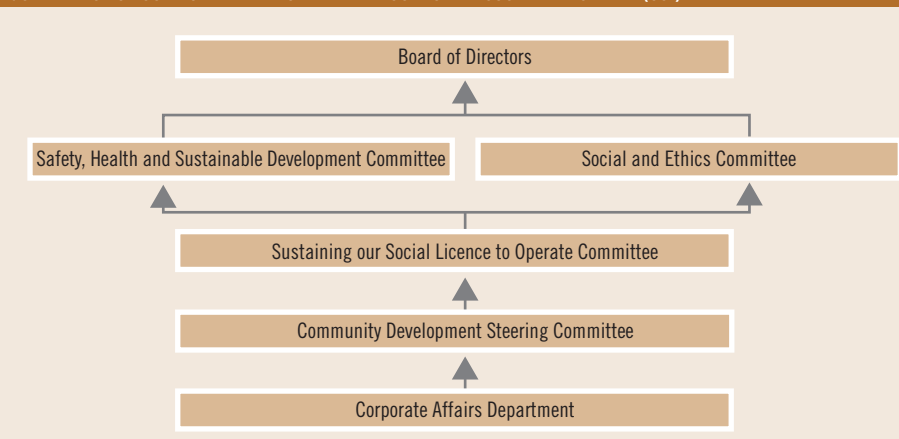 Board of Directors
Safety, Health and Sustainable Development Committee
Social and Ethics Committee
Sustaining our Social Licence to Operate Committee
Community Development Steering Committee
Corporate Affairs Department